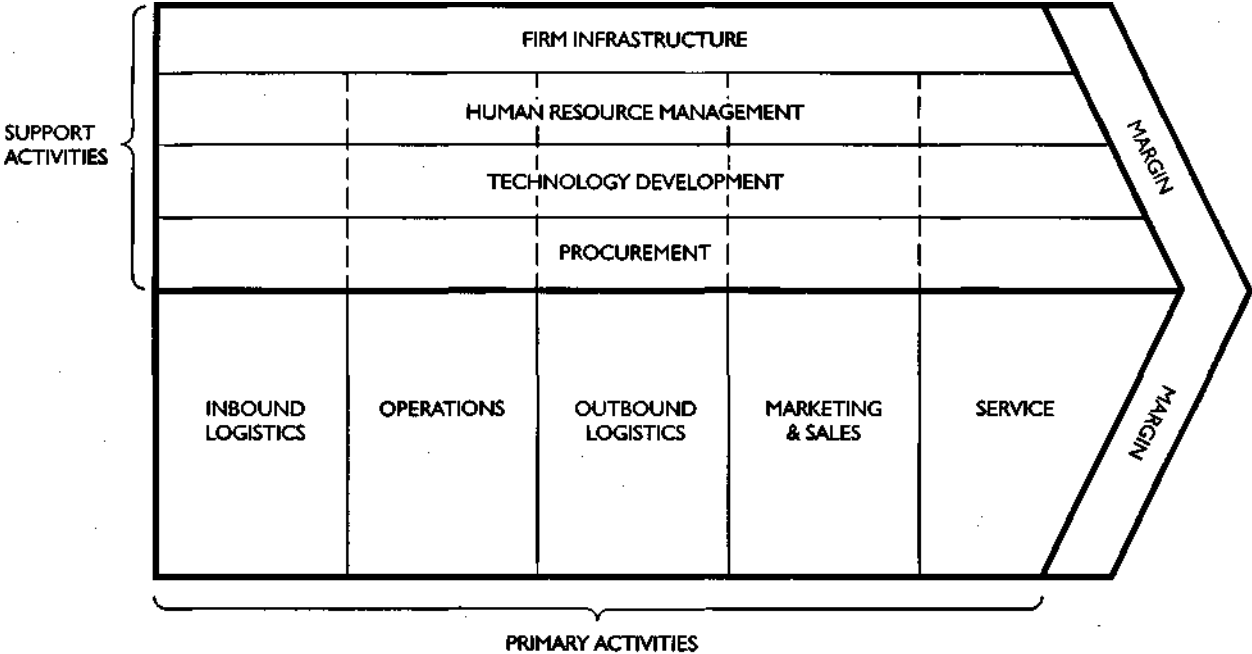 FIRM INFRASTRUCTURE
HUMAN RESOURCE MANAGEMENT
SUPPORT
ACTIVITIES
TECHNOLOGY DEVELOPMENT
PROCUREMENT
MARGIN
INBOUND
LOGISTICS
OPERATIONS
OUTBOUND
LOGISTICS
MARKETING
& SALES
SERVICE
MARGIN
PRIMARY ACTIVITIES